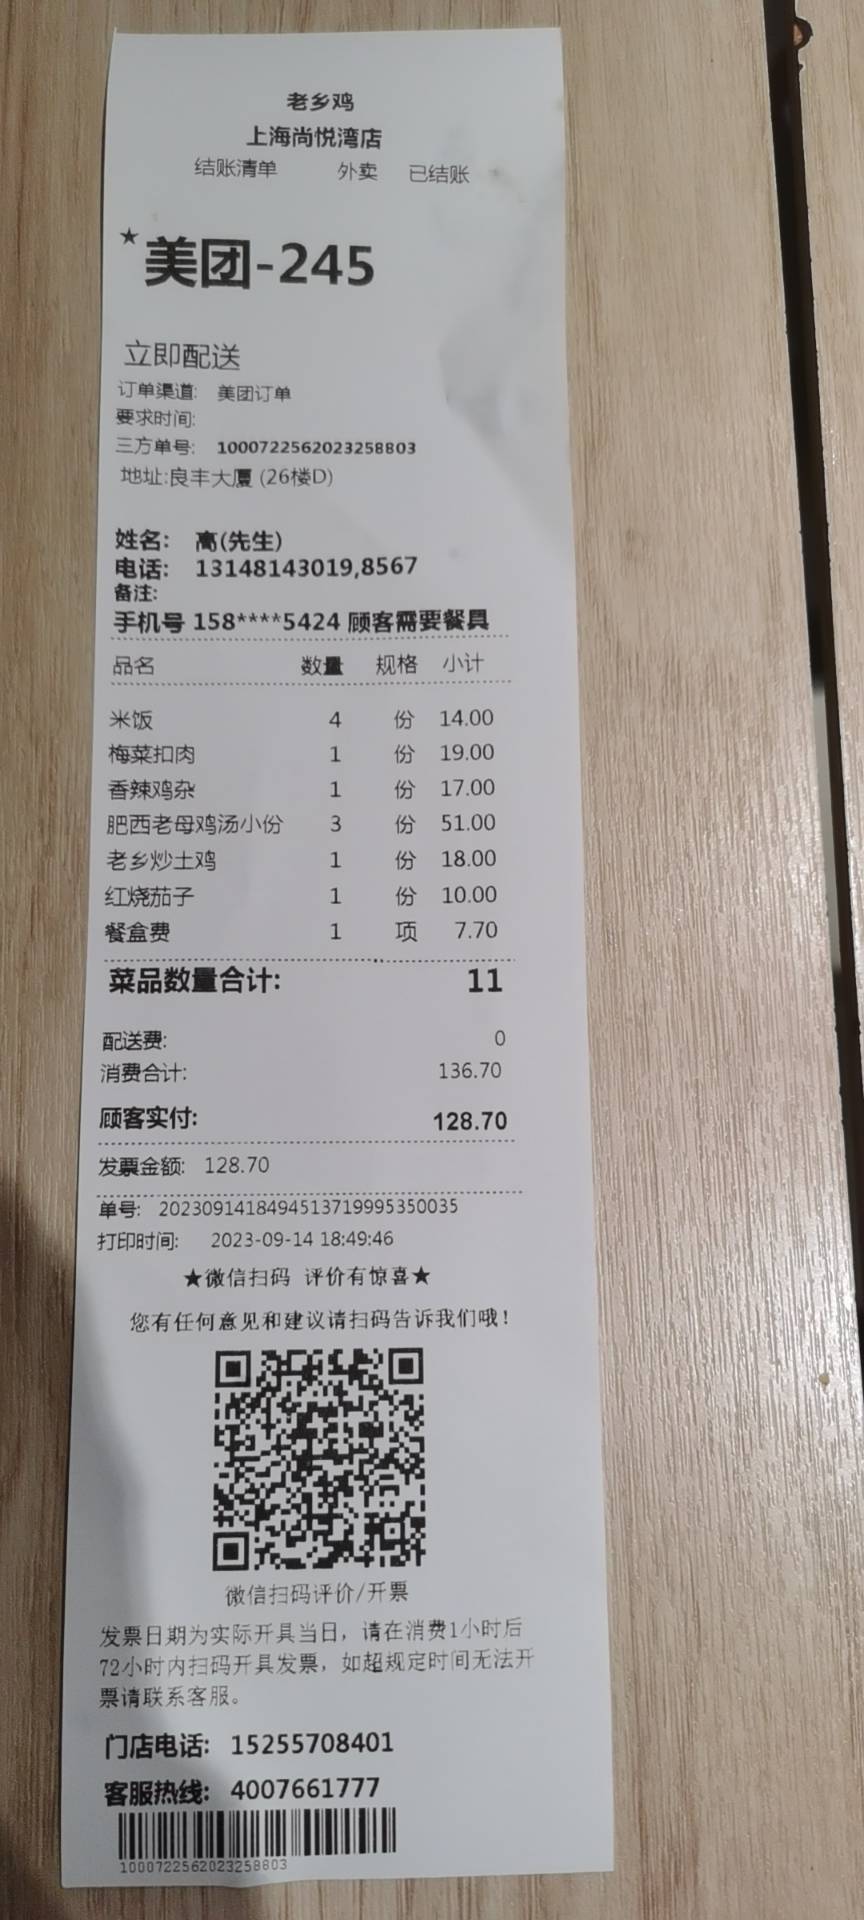 老乡鸡
上海尚悦湾店
结账清单 外卖 已结账
★美团-245
立即配送
订单渠道: 美团订单
要求时间:
三方单号: 1000722562023258803
地址:良丰大厦 (26楼D)
姓名: 高(先生)
电话: 13148143019,8567
备注:
手机号 158****5424 顾客需要餐具
品名 数量 规格 小计
米饭 4 份 14.00
梅菜扣肉 1 份 19.00
香辣鸡杂 1 份 17.00
肥西老母鸡汤小份 3 份 51.00
老乡炒土鸡 1 份 18.00
红烧茄子 1 份 10.00
餐盒费 1 项 7.70
菜品数量合计: 11
配送费: 0
消费合计: 136.70
顾客实付: 128.70
发票金额: 128.70
单号: 2023091418494513719995350035
打印时间: 2023-09-14 18:49:46
★微信扫码 评价有惊喜★
您有任何意见和建议请扫码告诉我们哦!
微信扫码评价/开票
发票日期为实际开具当日，请在消费1小时后
72小时内扫码开具发票，如超规定时间无法开
票请联系客服。
门店电话: 15255708401
客服热线: 4007661777
1000722562023258803